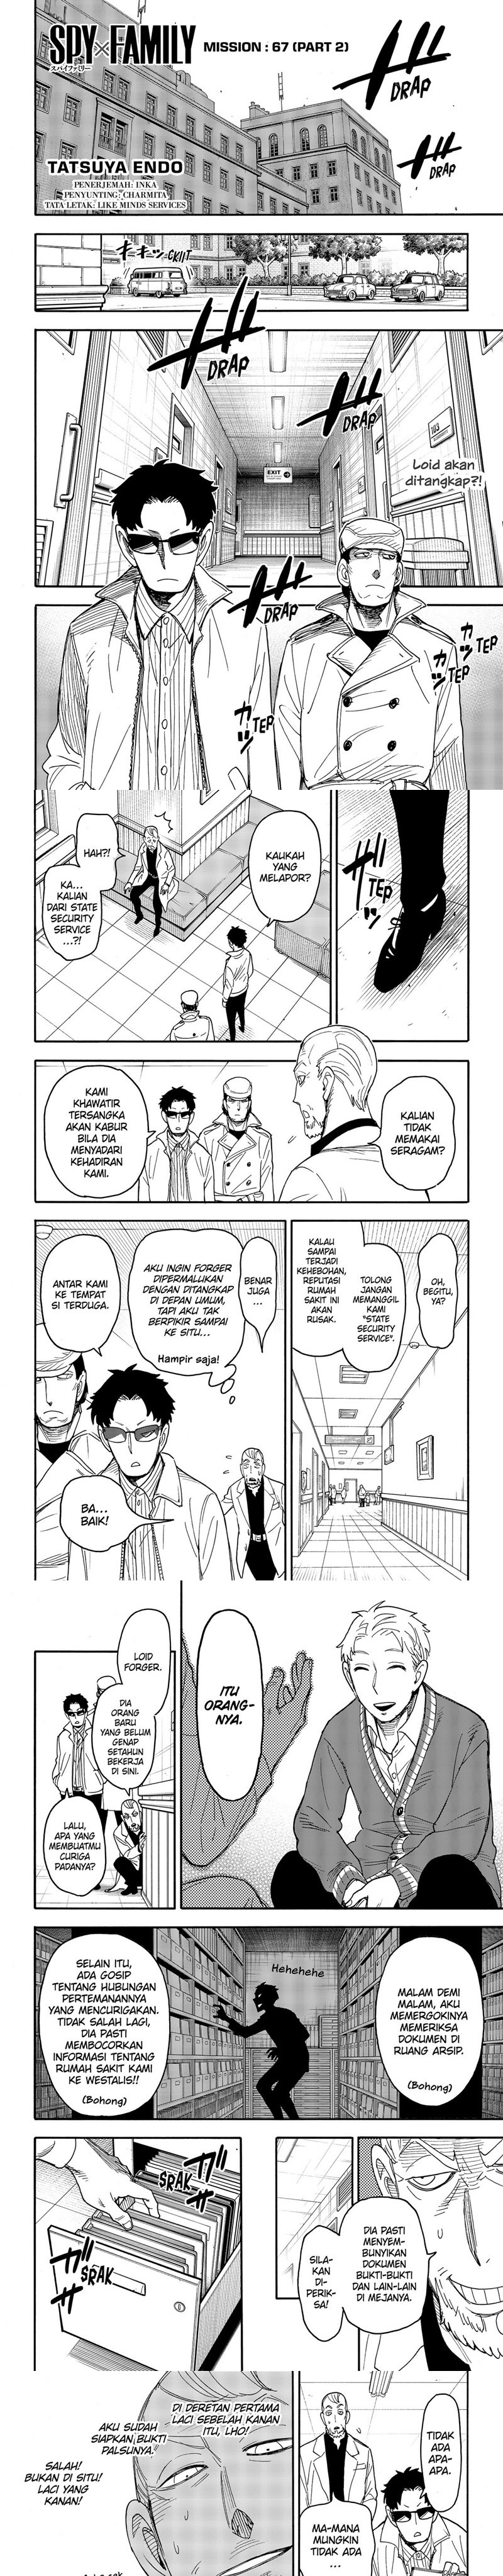 SPY×FAMILY
スパイファミリー
MISSION : 67 (PART 2)
TATSUYA ENDO
PENERJEMAH: INKA
PENYUNTING: CHARMITA
TATA LETAK: LIKE MINDS SERVICES
DRAP
DRAP
CKIIT
DRAP
DRAP
EXIT
Loid akan
ditangkap?!
DRAP
TEP
TEP
TEP
TEP
KAUKAH
YANG
MELAPOR?
HAH?!
KA...
KALIAN
DARI STATE
SECURITY
SERVICE
...?!
KALIAN
TIDAK
MEMAKAI
SERAGAM?
KAMI
KHAWATIR
TERSANGKA
AKAN KABUR
BILA DIA
MENYADARI
KEHADIRAN
KAMI.
OH,
BEGITU,
YA?
TOLONG
JANGAN
MEMANGGIL
KAMI
"STATE
SECURITY
SERVICE".
KALAU
SAMPAI
TERJADI
KEHEBOHAN,
REPUTASI
RUMAH
SAKIT INI
AKAN
RUSAK.
BENAR
JUGA
...
AKU INGIN FORGER
DIPERMALUKAN
DENGAN DITANGKAP
DI DEPAN UMUM,
TAPI AKU TAK
BERPIKIR SAMPAI
KE SITU...
Hampir saja!
ANTAR KAMI
KE TEMPAT
SI TERDUGA.
BA...
BAIK!
ITU
ORANG-
NYA.
LOID
FORGER.
DIA
ORANG
BARU
YANG BELUM
GENAP
SETAHUN
BEKERJA
DI SINI.
LALU,
APA YANG
MEMBUATMU
CURIGA
PADANYA?
MALAM DEMI
MALAM, AKU
MEMERGOKINYA
MEMERIKSA
DOKUMEN DI
RUANG ARSIP.
(Bohong)
Hehehehe
SELAIN ITU,
ADA GOSIP
TENTANG HUBUNGAN
PERTEMANANNYA
YANG MENCURIGAKAN.
TIDAK SALAH LAGI,
DIA PASTI
MEMBOCORKAN
INFORMASI TENTANG
RUMAH SAKIT KAMI
KE WESTALIS!!
(Bohong)
DIA PASTI
MENYEM-
BUNYIKAN
DOKUMEN
BUKTI-BUKTI
DAN LAIN-LAIN
DI MEJANYA.
SILA-
KAN
DI-
PERIK-
SA!
SRAK
SRAK
TIDAK
ADA
APA-
APA.
MA-MANA
MUNGKIN
TIDAK ADA
...
DI DERETAN PERTAMA
LACI SEBELAH KANAN
ITU, LHO!
AKU SUDAH
SIAPKAN BUKTI
PALSUNYA.
SALAH!
BUKAN DI SITU!
LACI YANG
KANAN!